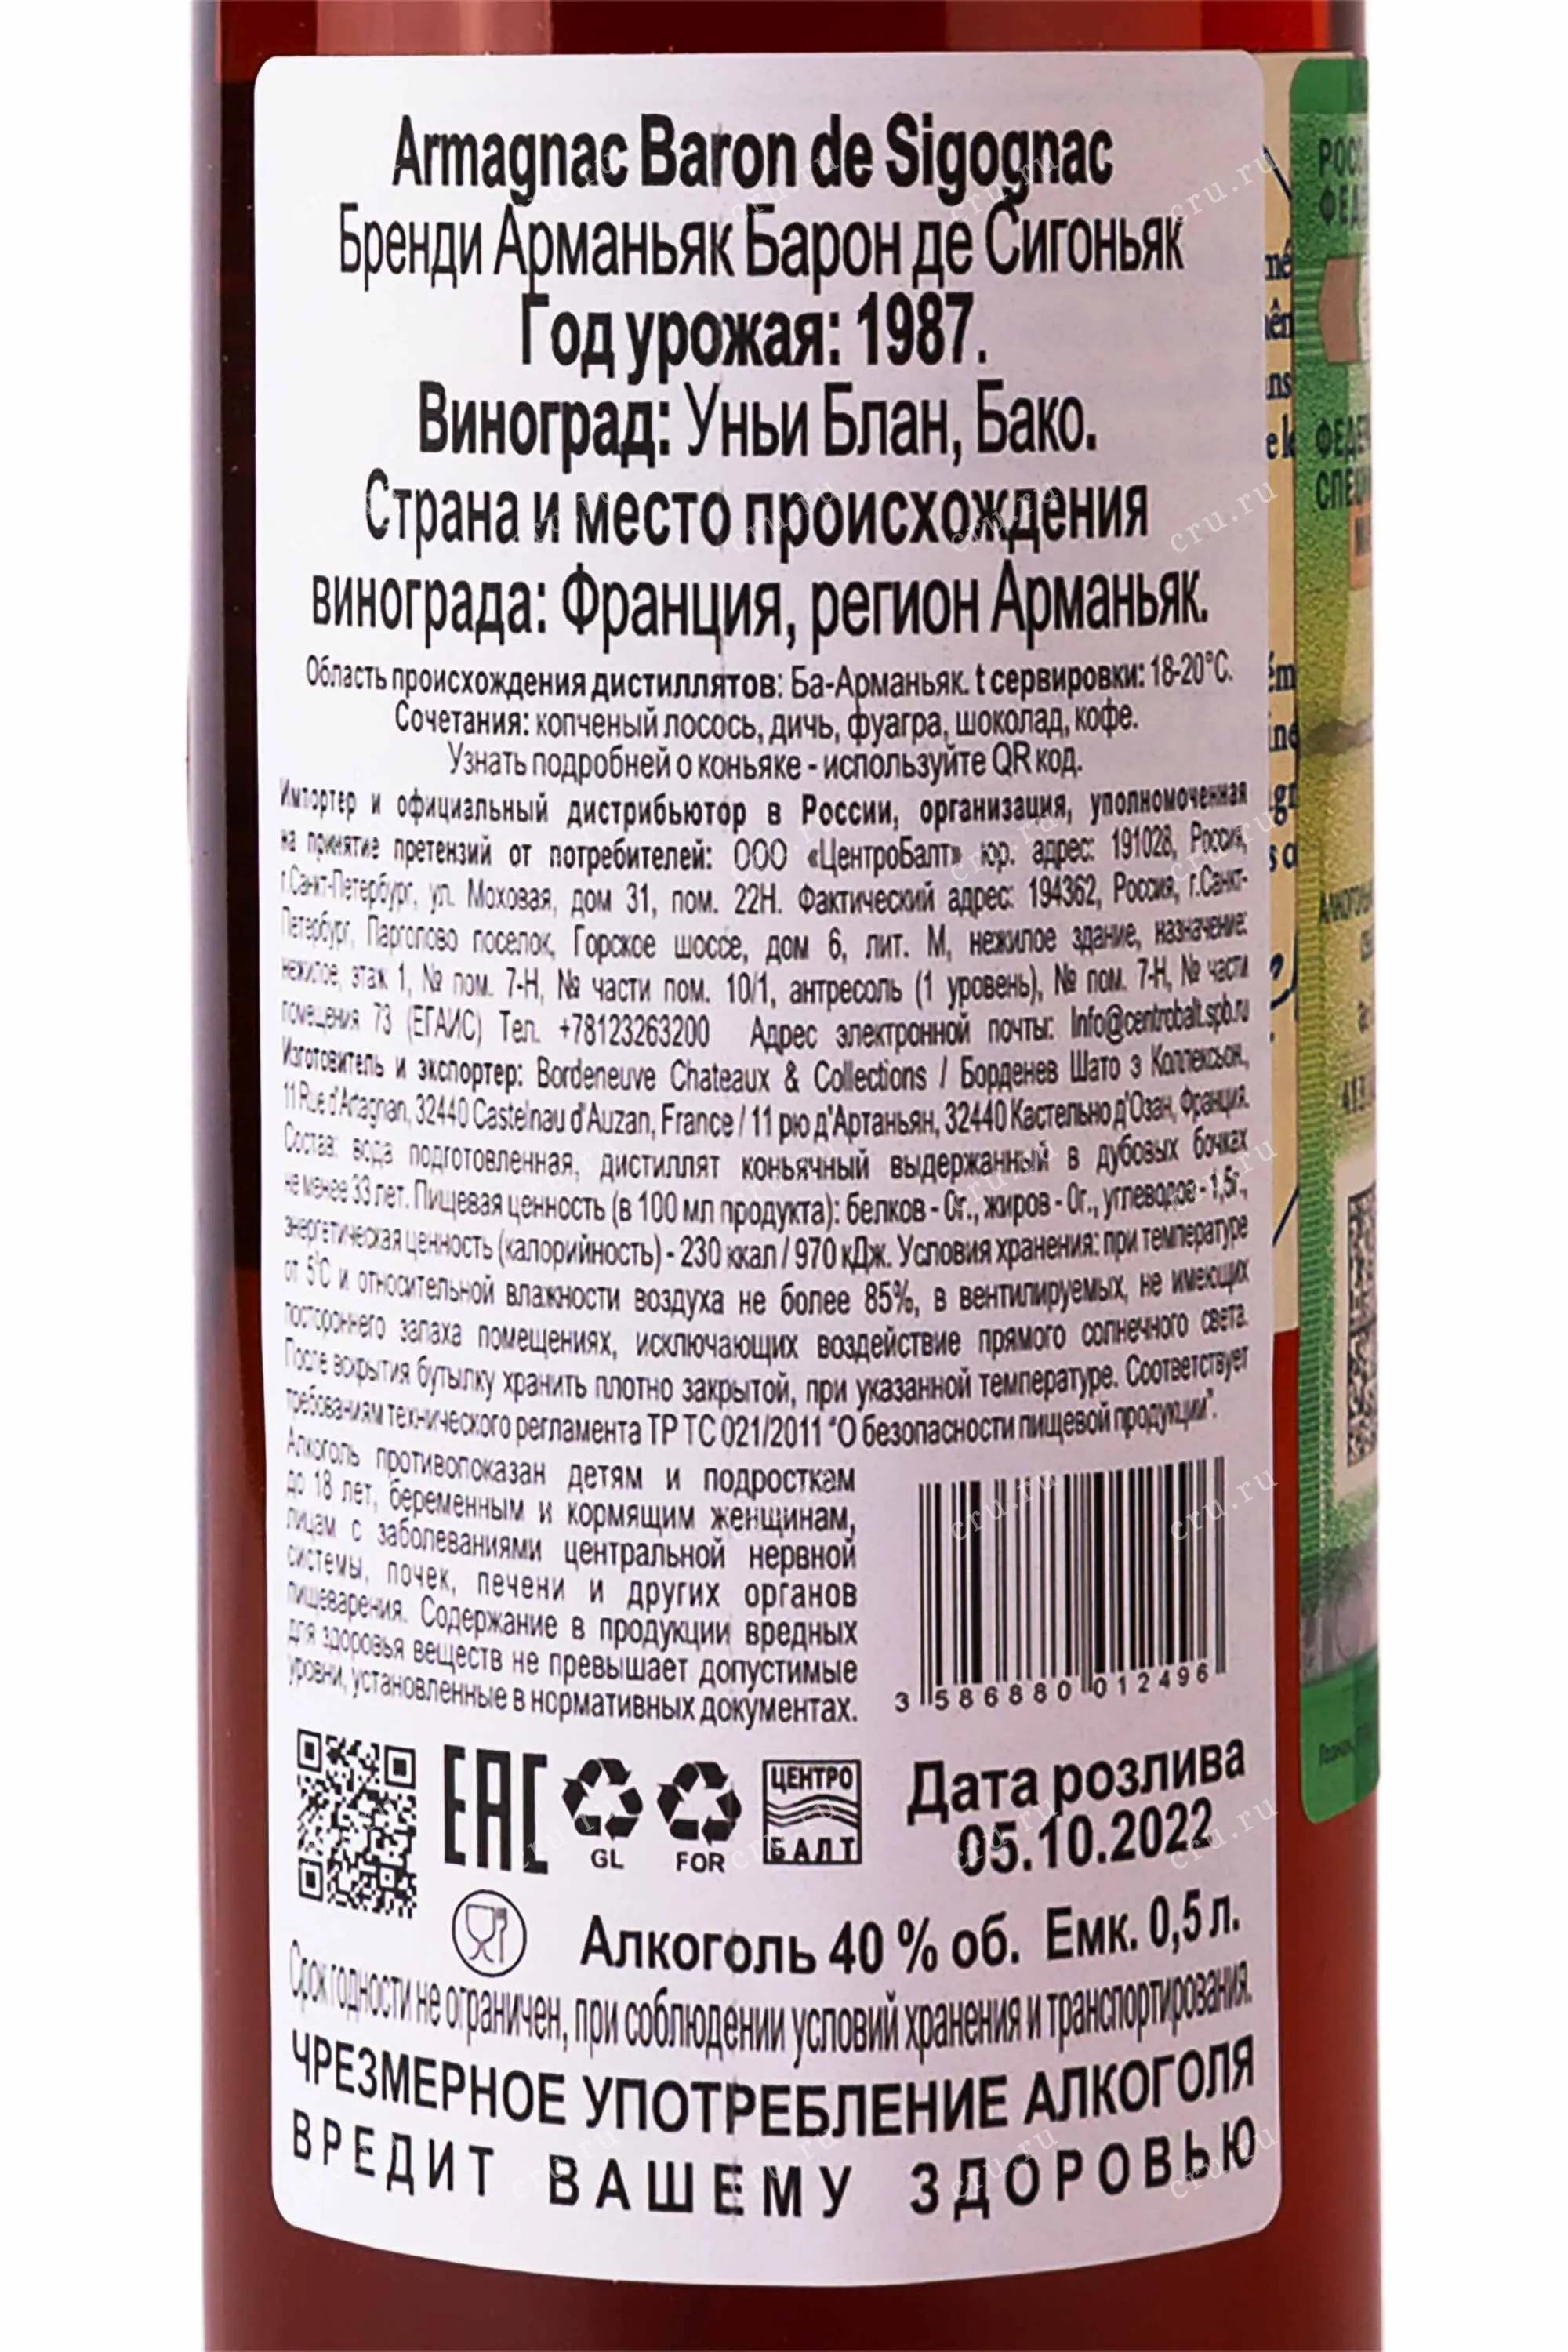 Armagnac Baron de Sigognac
Бренди Арманьяк Барон де Сигоньяк
Год урожая: 1987.
Виноград: Уньи Блан, Бако.
Страна и место происхождения
винограда: Франция, регион Арманьяк.
Область происхождения дистиллятов: Ба-Арманьяк. t сервировки: 18-20°C.
Сочетания: копченый лосось, дичь, фуагра, шоколад, кофе.
Узнать подробней о коньяке - используйте QR код.
Импортер и официальный дистрибьютор в России, организация, уполномоченная
на принятие претензий от потребителей: ООО «ЦентроБалт» юр. адрес: 191028, Россия,
г.Санкт-Петербург, ул. Моховая, дом 31, пом. 22Н. Фактический адрес: 194362, Россия, г.Санкт-
Петербург, Парголово поселок, Горское шоссе, дом 6, лит. М, нежилое здание, назначение:
нежилое, этаж 1, № пом. 7-Н, № части пом. 10/1, антресоль (1 уровень), № пом. 7-Н, № части
помещения 73 (ЕГАИС) Тел. +78123263200 Адрес электронной почты: Info@centrobalt.spb.ru
Изготовитель и экспортер: Bordeneuve Chateaux & Collections / Борденев Шато э Коллексьон,
11 Rue d'Artagnan, 32440 Castelnau d'Auzan, France / 11 рю д'Артаньян, 32440 Кастельно д'Озан, Франция.
Состав: вода подготовленная, дистиллят коньячный выдержанный в дубовых бочках
не менее 33 лет. Пищевая ценность (в 100 мл продукта): белков - 0г., жиров - 0г., углеводов - 1,5г.,
энергетическая ценность (калорийность) - 230 ккал / 970 кДж. Условия хранения: при температуре
от 5°C и относительной влажности воздуха не более 85%, в вентилируемых, не имеющих
постороннего запаха помещениях, исключающих воздействие прямого солнечного света.
После вскрытия бутылку хранить плотно закрытой, при указанной температуре. Соответствует
требованиям технического регламента ТР ТС 021/2011 "О безопасности пищевой продукции".
Алкоголь противопоказан детям и подросткам
до 18 лет, беременным и кормящим женщинам,
лицам с заболеваниями центральной нервной
системы, почек, печени и других органов
пищеварения. Содержание в продукции вредных
для здоровья веществ не превышает допустимые
уровни, установленные в нормативных документах.
3 586880 012496
EAC
GL
FOR
ЦЕНТРО
БАЛТ
Дата розлива
05.10.2022
Алкоголь 40 % об. Емк. 0,5 л.
Срок годности не ограничен, при соблюдении условий хранения и транспортирования.
ЧРЕЗМЕРНОЕ УПОТРЕБЛЕНИЕ АЛКОГОЛЯ
ВРЕДИТ ВАШЕМУ ЗДОРОВЬЮ
cru.ru